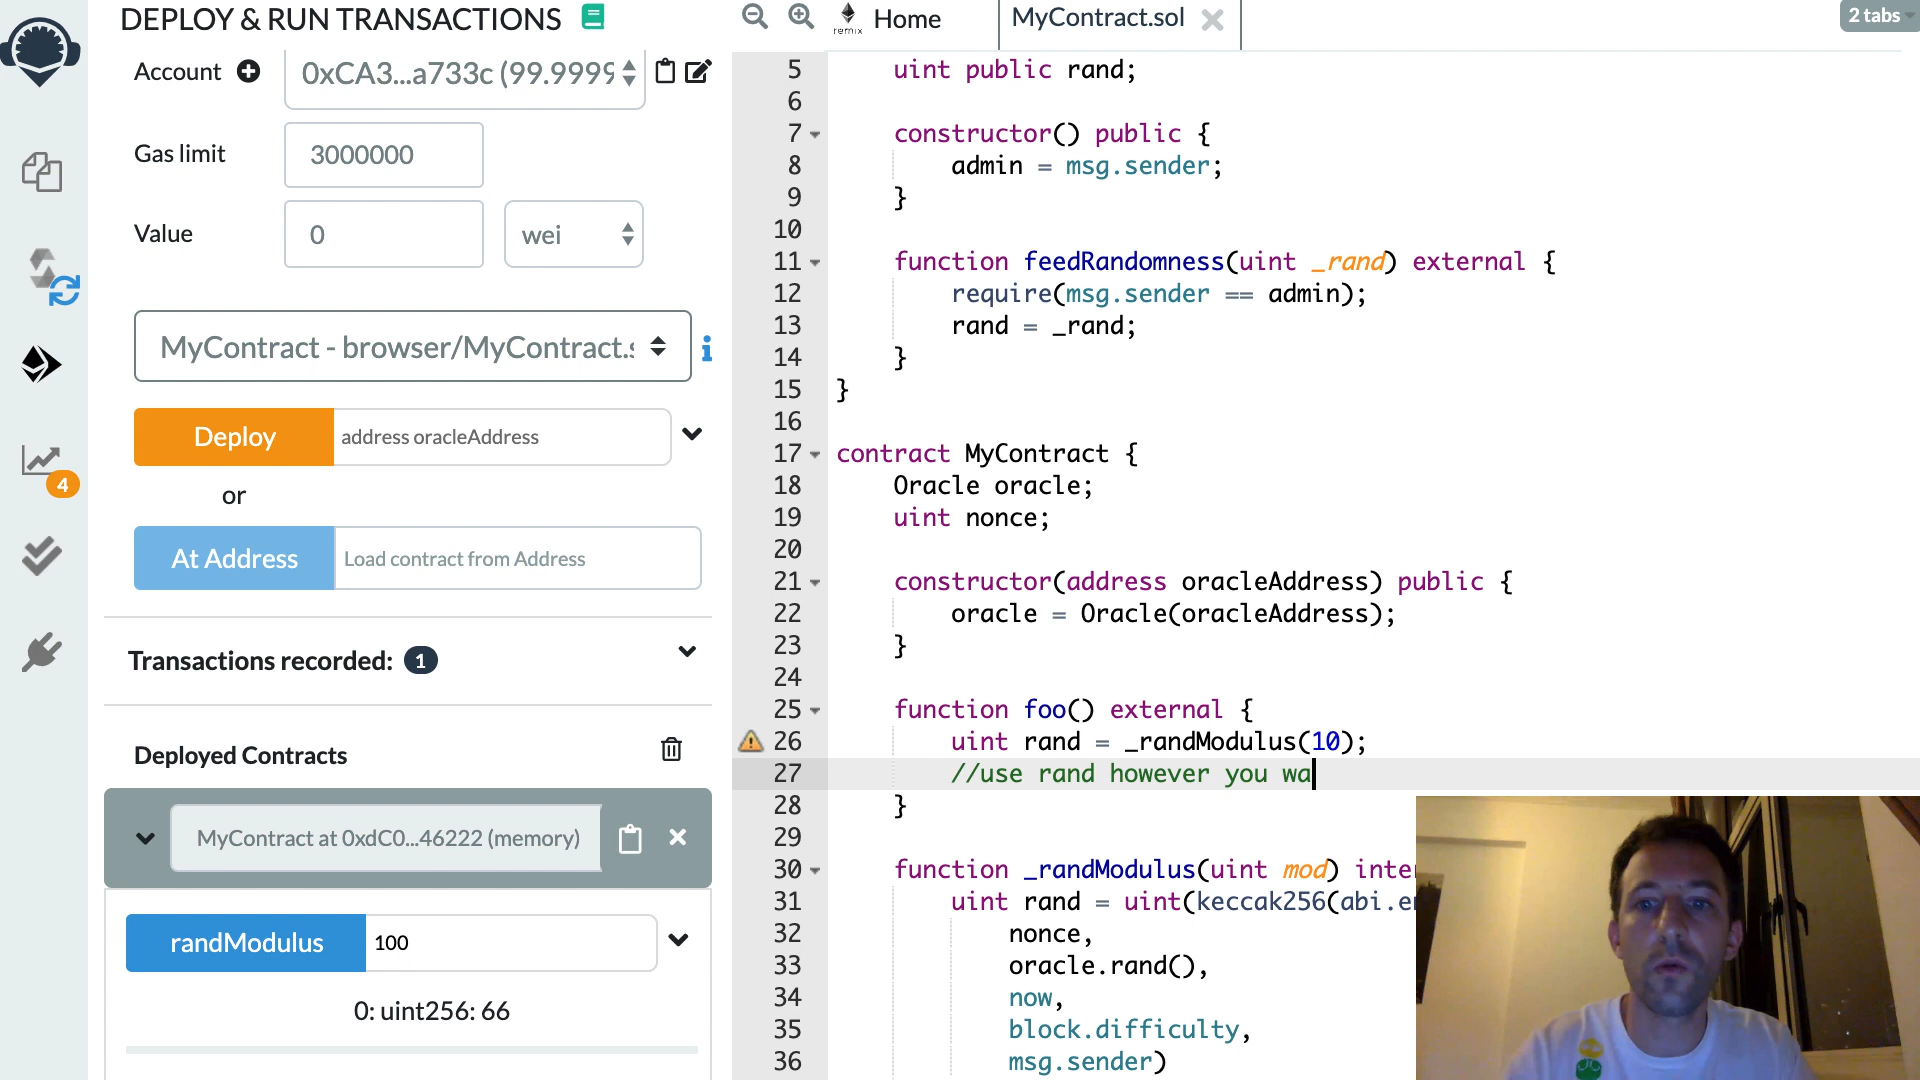 DEPLOY & RUN TRANSACTIONS
Account
0xCA3...a733c (99.9999
Gas limit
3000000
Value
0
wei
MyContract - browser/MyContract.s
i
Deploy
address oracleAddress
or
At Address
Load contract from Address
4
Transactions recorded: 1
Deployed Contracts
MyContract at 0xdC0...46222 (memory)
randModulus
100
0: uint256: 66
remix
Home
MyContract.sol
2 tabs
5 uint public rand;
6
7 constructor() public {
8 admin = msg.sender;
9 }
10
11 function feedRandomness(uint _rand) external {
12 require(msg.sender == admin);
13 rand = _rand;
14 }
15 }
16
17 contract MyContract {
18 Oracle oracle;
19 uint nonce;
20
21 constructor(address oracleAddress) public {
22 oracle = Oracle(oracleAddress);
23 }
24
25 function foo() external {
26 uint rand = _randModulus(10);
27 //use rand however you wa
28 }
29
30 function _randModulus(uint mod) inte
31 uint rand = uint(keccak256(abi.e
32 nonce,
33 oracle.rand(),
34 now,
35 block.difficulty,
36 msg.sender)